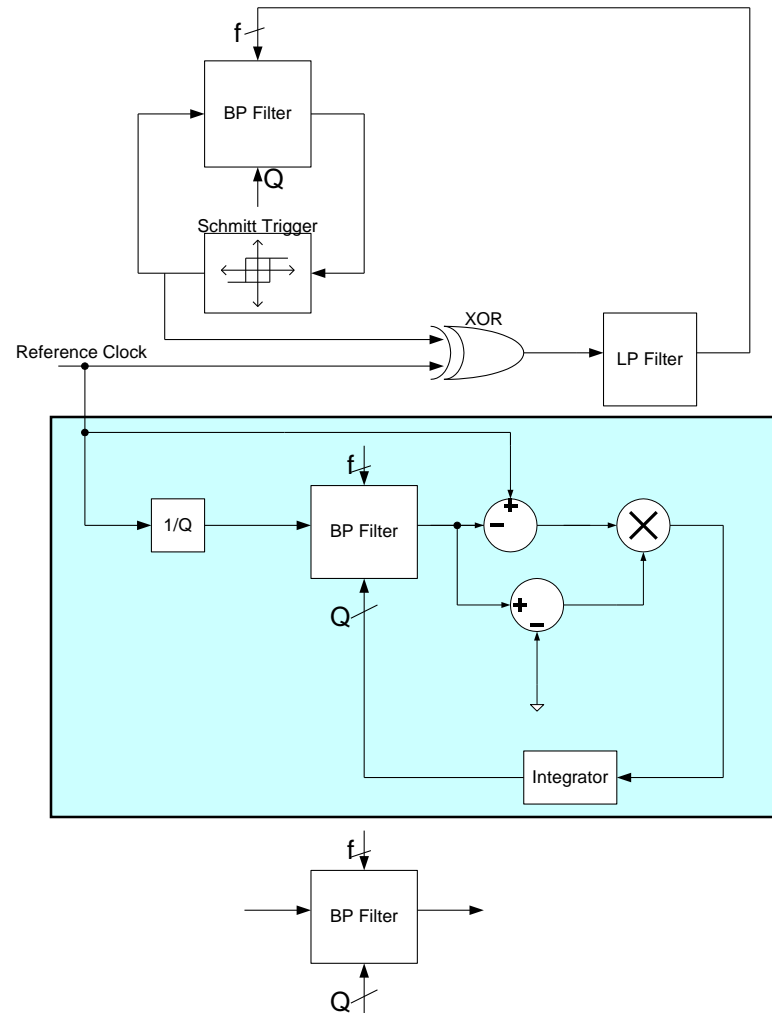 f
BP Filter
Q
Schmitt Trigger
XOR
Reference Clock
LP Filter
f
+
1/Q
BP Filter
−
Q
+
−
Integrator
f
BP Filter
Q